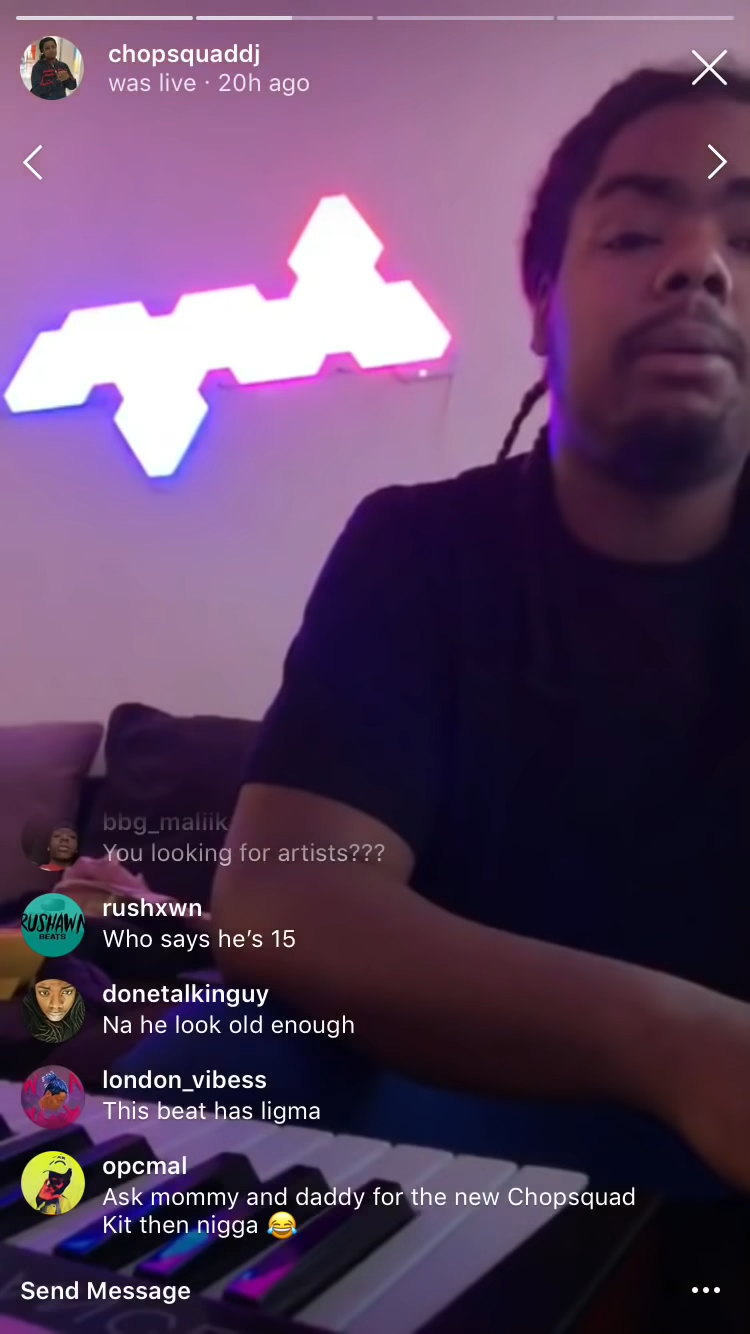 chopsquaddj
was live · 20h ago
bbg_maliik
You looking for artists???
rushxwn
RUSHAWN
BEATS
Who says he’s 15
donetalkinguy
Na he look old enough
london_vibess
This beat has ligma
opcmal
Ask mommy and daddy for the new Chopsquad
Kit then nigga 😂
Send Message